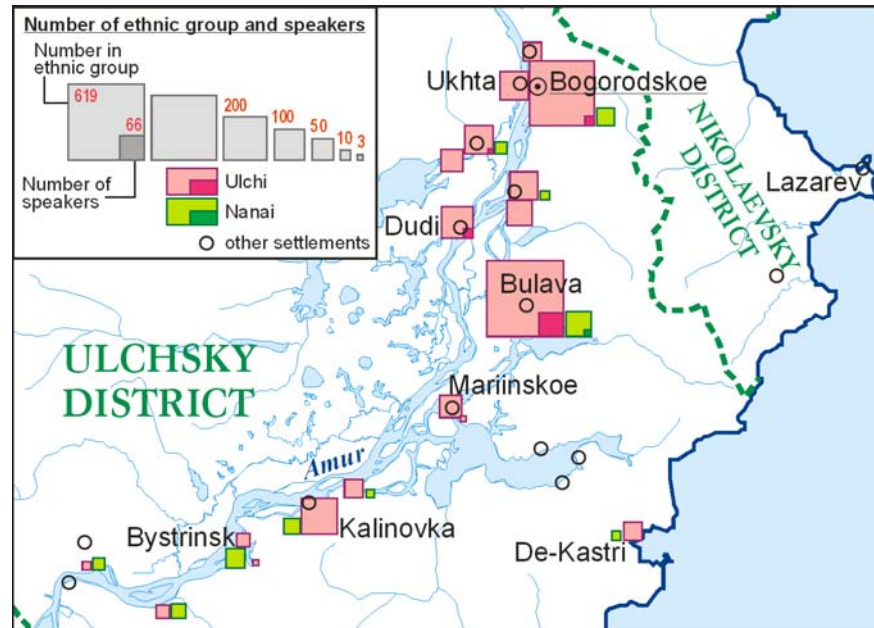 Number of ethnic group and speakers
Number in
ethnic group
619
66
200
100
50
10
3
Number of
speakers
Ulchi
Nanai
other settlements
Ukhta
Bogorodskoe
NIKOLAEVSKY
DISTRICT
Lazarev
Dudi
Bulava
ULCHSKY
DISTRICT
Mariinskoe
Amur
Kalinovka
Bystrinsk
De-Kastri